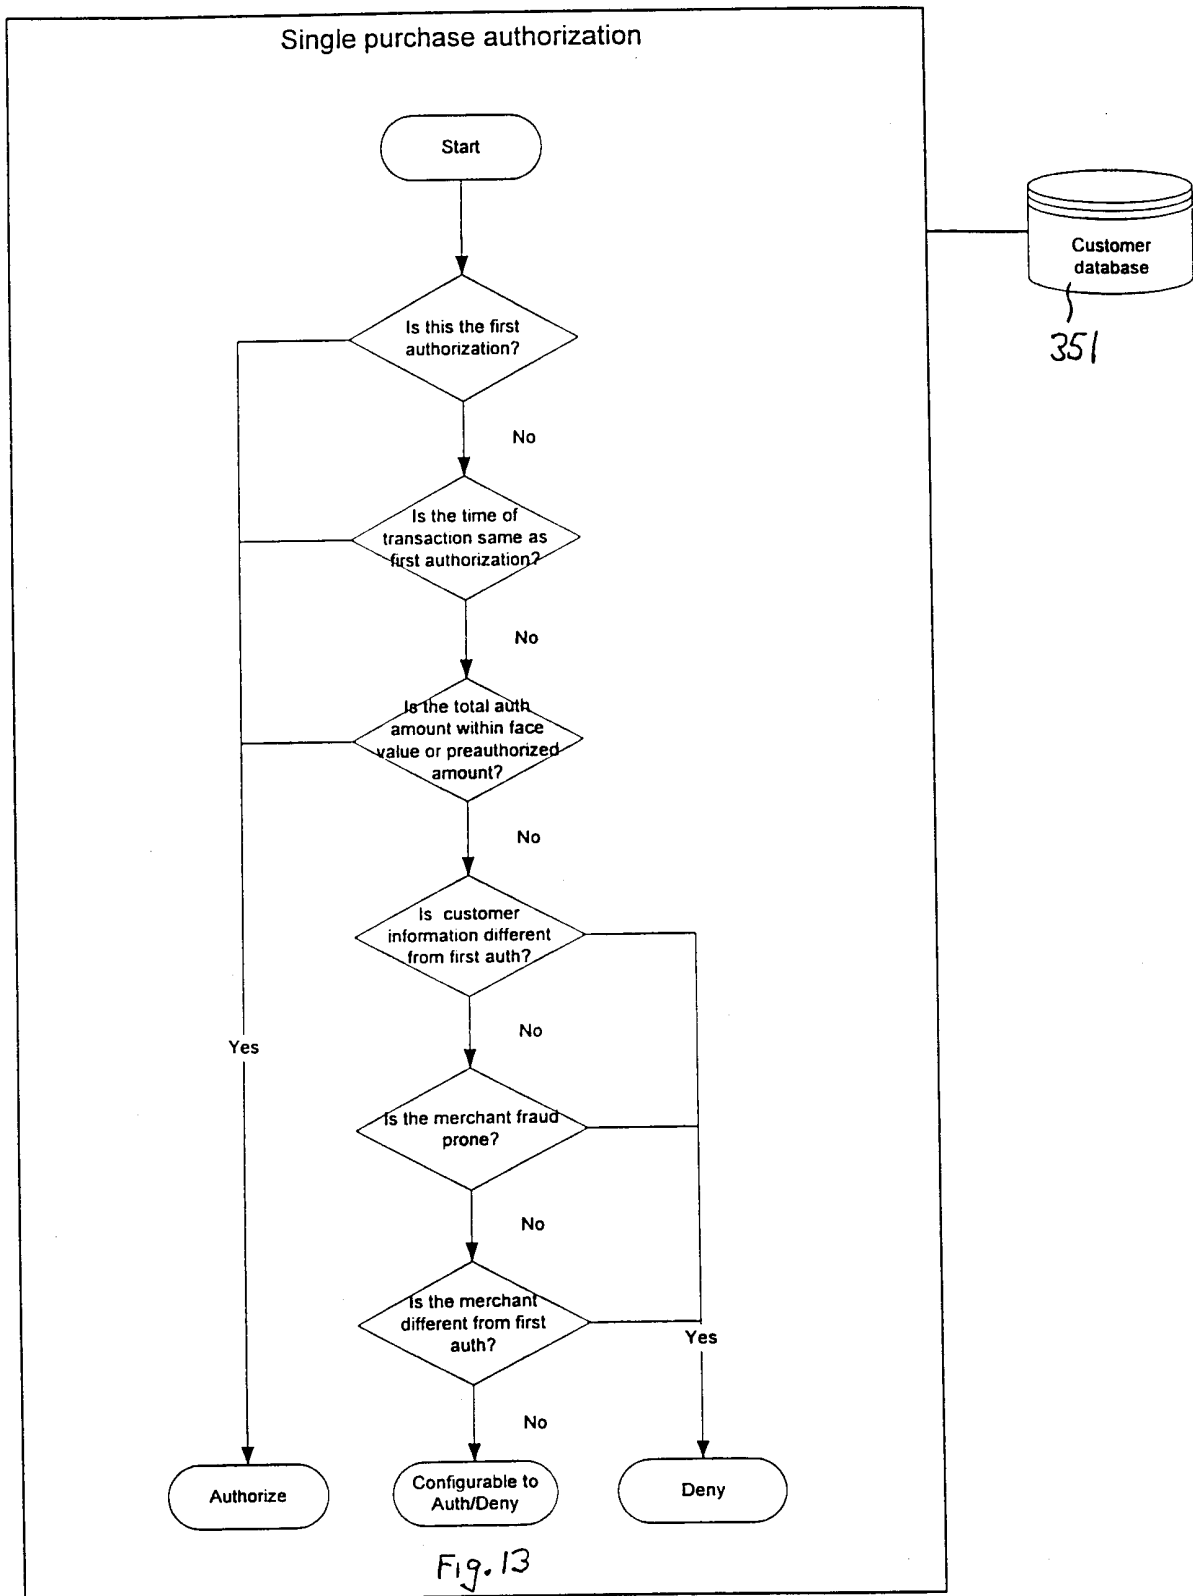 Single purchase authorization
Start
Customer
database
351
Is this the first
authorization?
No
Is the time of
transaction same as
first authorization?
No
Is the total auth
amount within face
value or preauthorized
amount?
No
Is customer
information different
from first auth?
No
Yes
Is the merchant fraud
prone?
No
Is the merchant
different from first
auth?
Yes
No
Authorize
Configurable to
Auth/Deny
Deny
Fig. 13